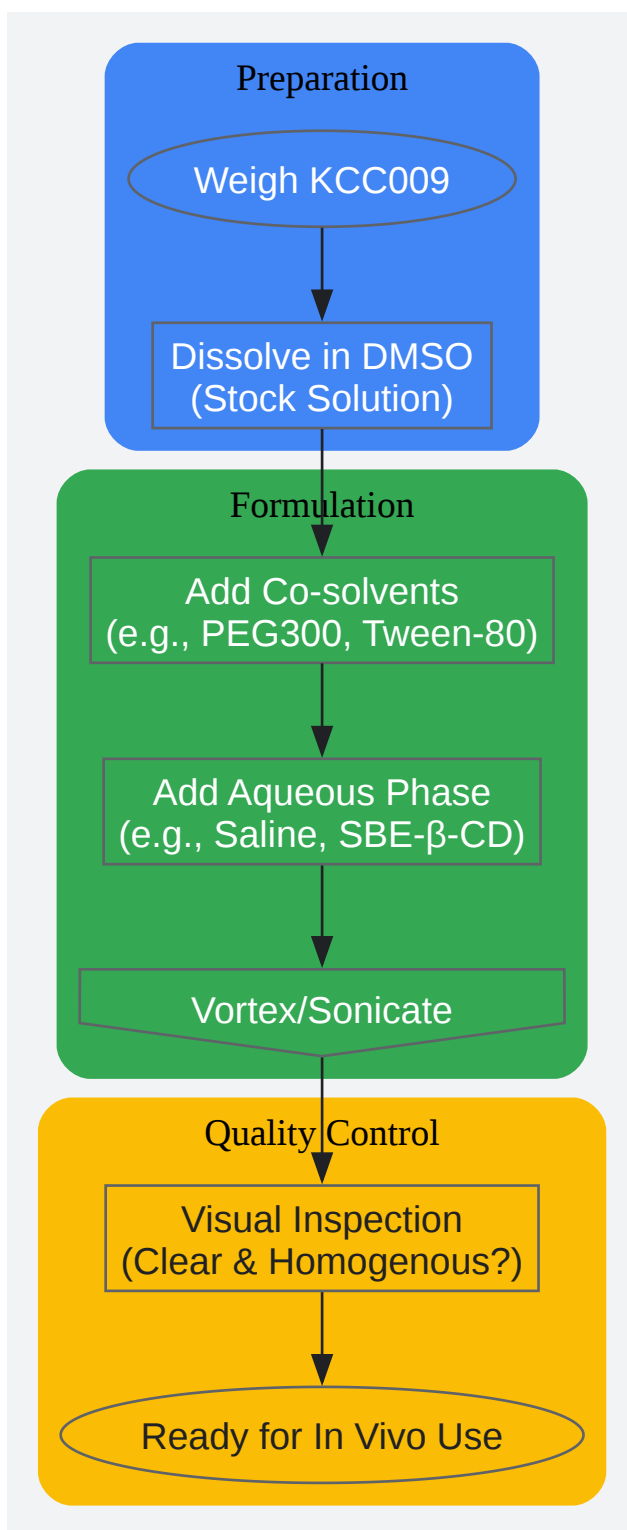 Preparation
Weigh KCC009
Dissolve in DMSO
(Stock Solution)
Formulation
Add Co-solvents
(e.g., PEG300, Tween-80)
Add Aqueous Phase
(e.g., Saline, SBE-β-CD)
Vortex/Sonicate
Quality Control
Visual Inspection
(Clear & Homogenous?)
Ready for In Vivo Use